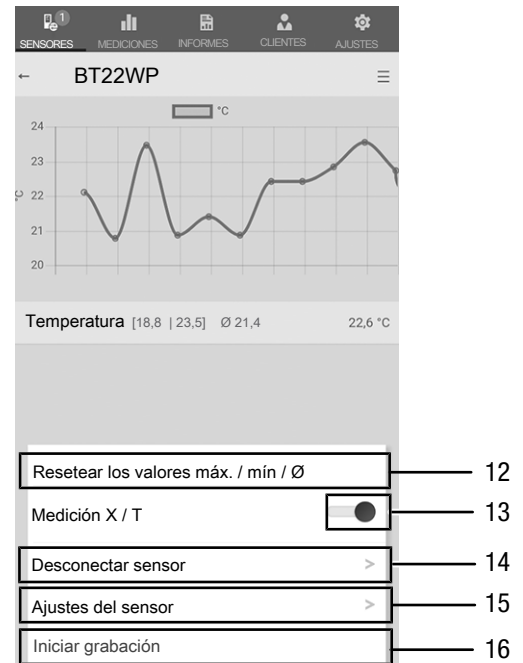 1
SENSORES MEDICIONES INFORMES CLIENTES AJUSTES
← BT22WP ☰
°C
24
23
22
°C
21
20
Temperatura [18,8 | 23,5] Ø 21,4 22,6 °C
Resetear los valores máx. / mín / Ø 12
Medición X / T 13
Desconectar sensor > 14
Ajustes del sensor > 15
Iniciar grabación 16